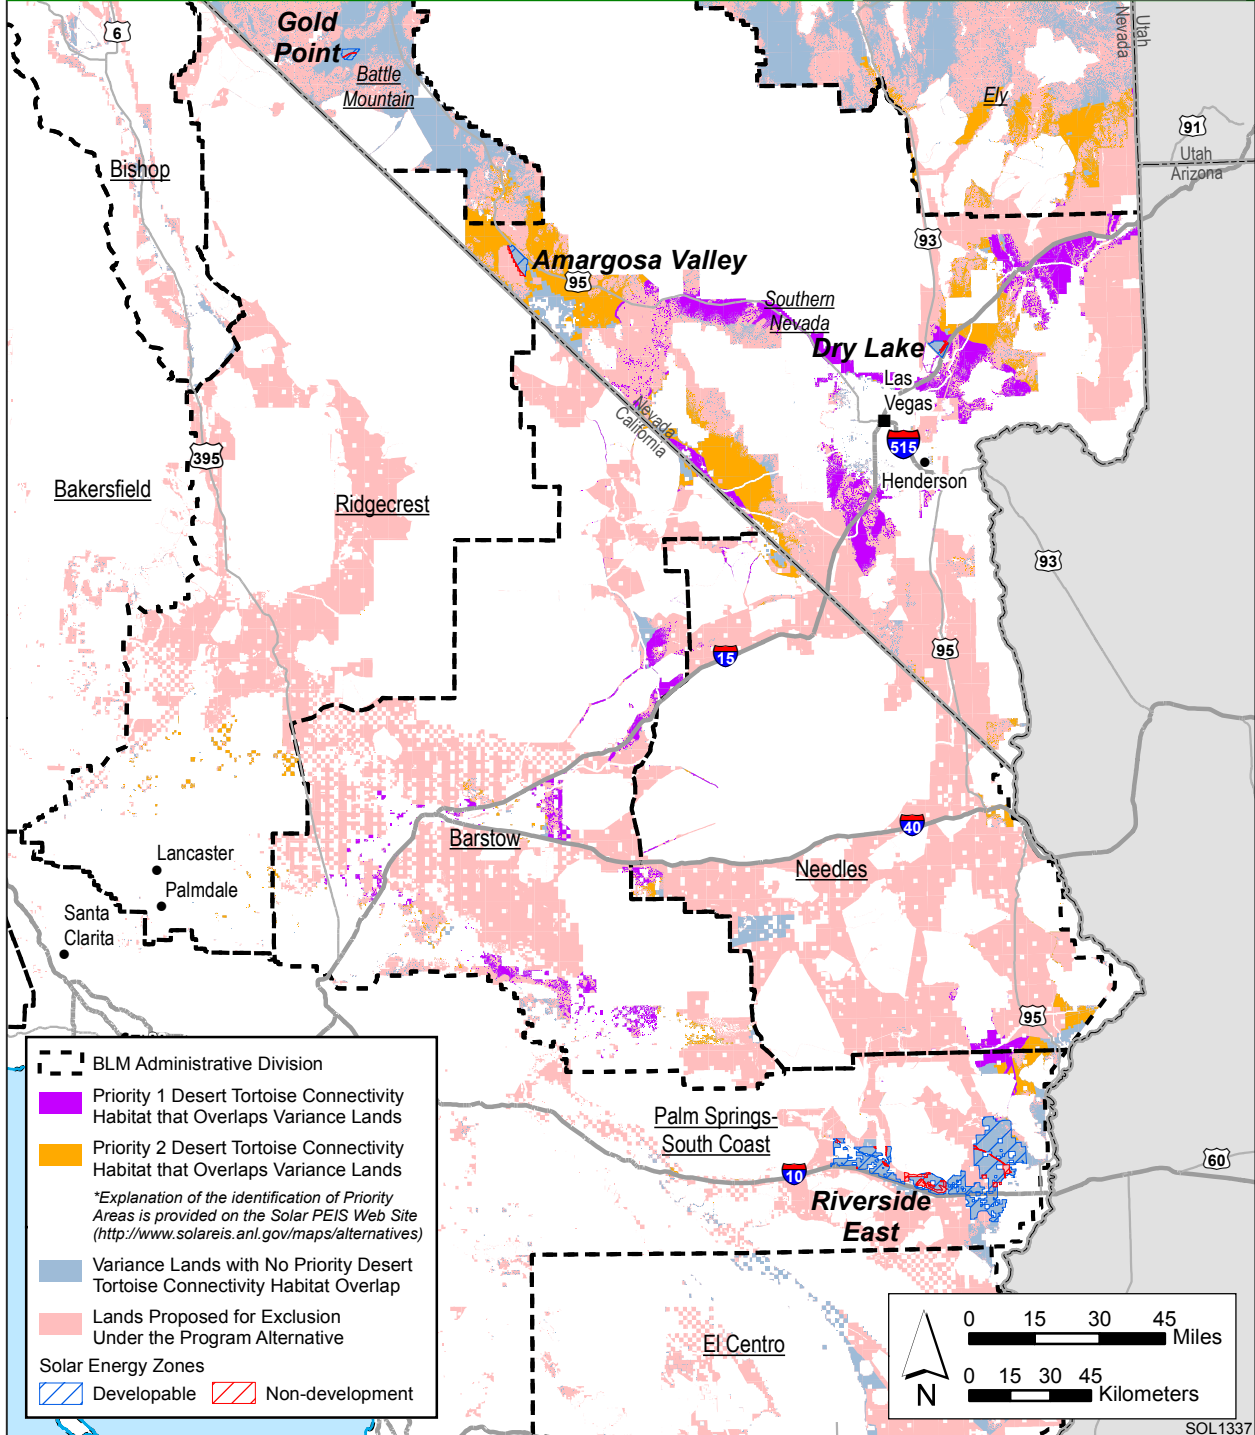 Gold
Point
6
Battle
Mountain
Utah
Nevada
Ely
91
Utah
Arizona
Bishop
93
Amargosa Valley
95
Southern
Nevada
Dry Lake
Las
Vegas
Nevada
California
515
395
Henderson
Bakersfield
Ridgecrest
93
95
15
40
Barstow
Needles
Lancaster
Palmdale
Santa
Clarita
95
BLM Administrative Division
Priority 1 Desert Tortoise Connectivity
Habitat that Overlaps Variance Lands
Priority 2 Desert Tortoise Connectivity
Habitat that Overlaps Variance Lands
*Explanation of the identification of Priority
Areas is provided on the Solar PEIS Web Site
(http://www.solareis.anl.gov/maps/alternatives)
Variance Lands with No Priority Desert
Tortoise Connectivity Habitat Overlap
Lands Proposed for Exclusion
Under the Program Alternative
Solar Energy Zones
Developable Non-development
Palm Springs-
South Coast
10
60
Riverside
East
El Centro
N
0 15 30 45
Miles
0 15 30 45
Kilometers
SOL1337